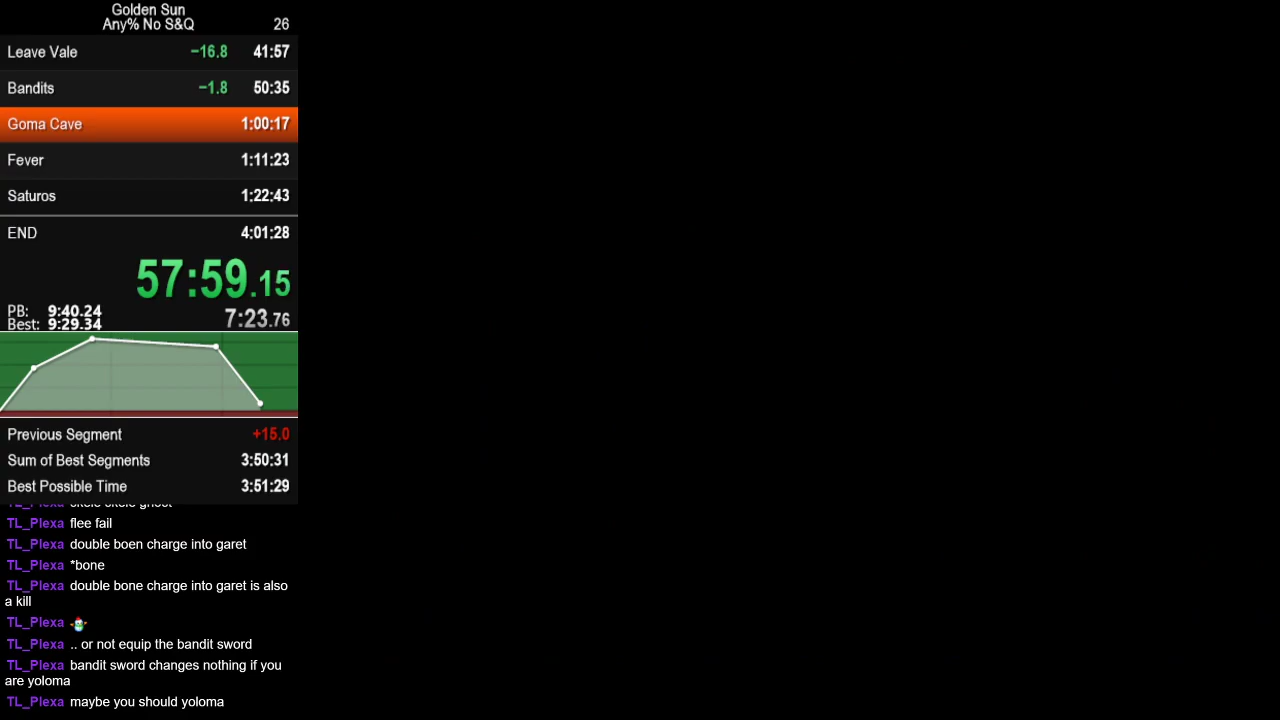 Golden Sun
Any% No S&Q 26
Leave Vale −16.8 41:57
Bandits −1.8 50:35
Goma Cave 1:00:17
Fever 1:11:23
Saturos 1:22:43
END 4:01:28
57:59.15
PB: 9:40.24
Best: 9:29.34 7:23.76
Previous Segment +15.0
Sum of Best Segments 3:50:31
Best Possible Time 3:51:29
TL_Plexa skele skele ghost
TL_Plexa flee fail
TL_Plexa double boen charge into garet
TL_Plexa *bone
TL_Plexa double bone charge into garet is also
a kill
TL_Plexa
TL_Plexa .. or not equip the bandit sword
TL_Plexa bandit sword changes nothing if you
are yoloma
TL_Plexa maybe you should yoloma